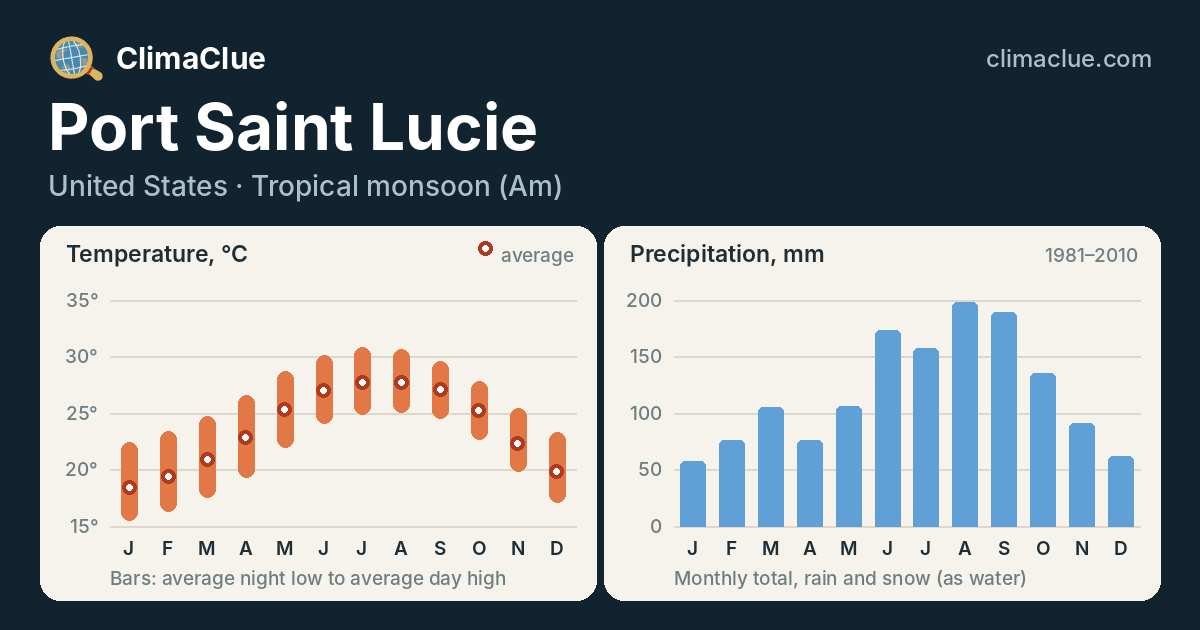 ClimaClue
climaclue.com
Port Saint Lucie
United States · Tropical monsoon (Am)
Temperature, °C
average
35°
30°
25°
20°
15°
J F M A M J J A S O N D
Bars: average night low to average day high
Precipitation, mm
1981–2010
200
150
100
50
0
J F M A M J J A S O N D
Monthly total, rain and snow (as water)